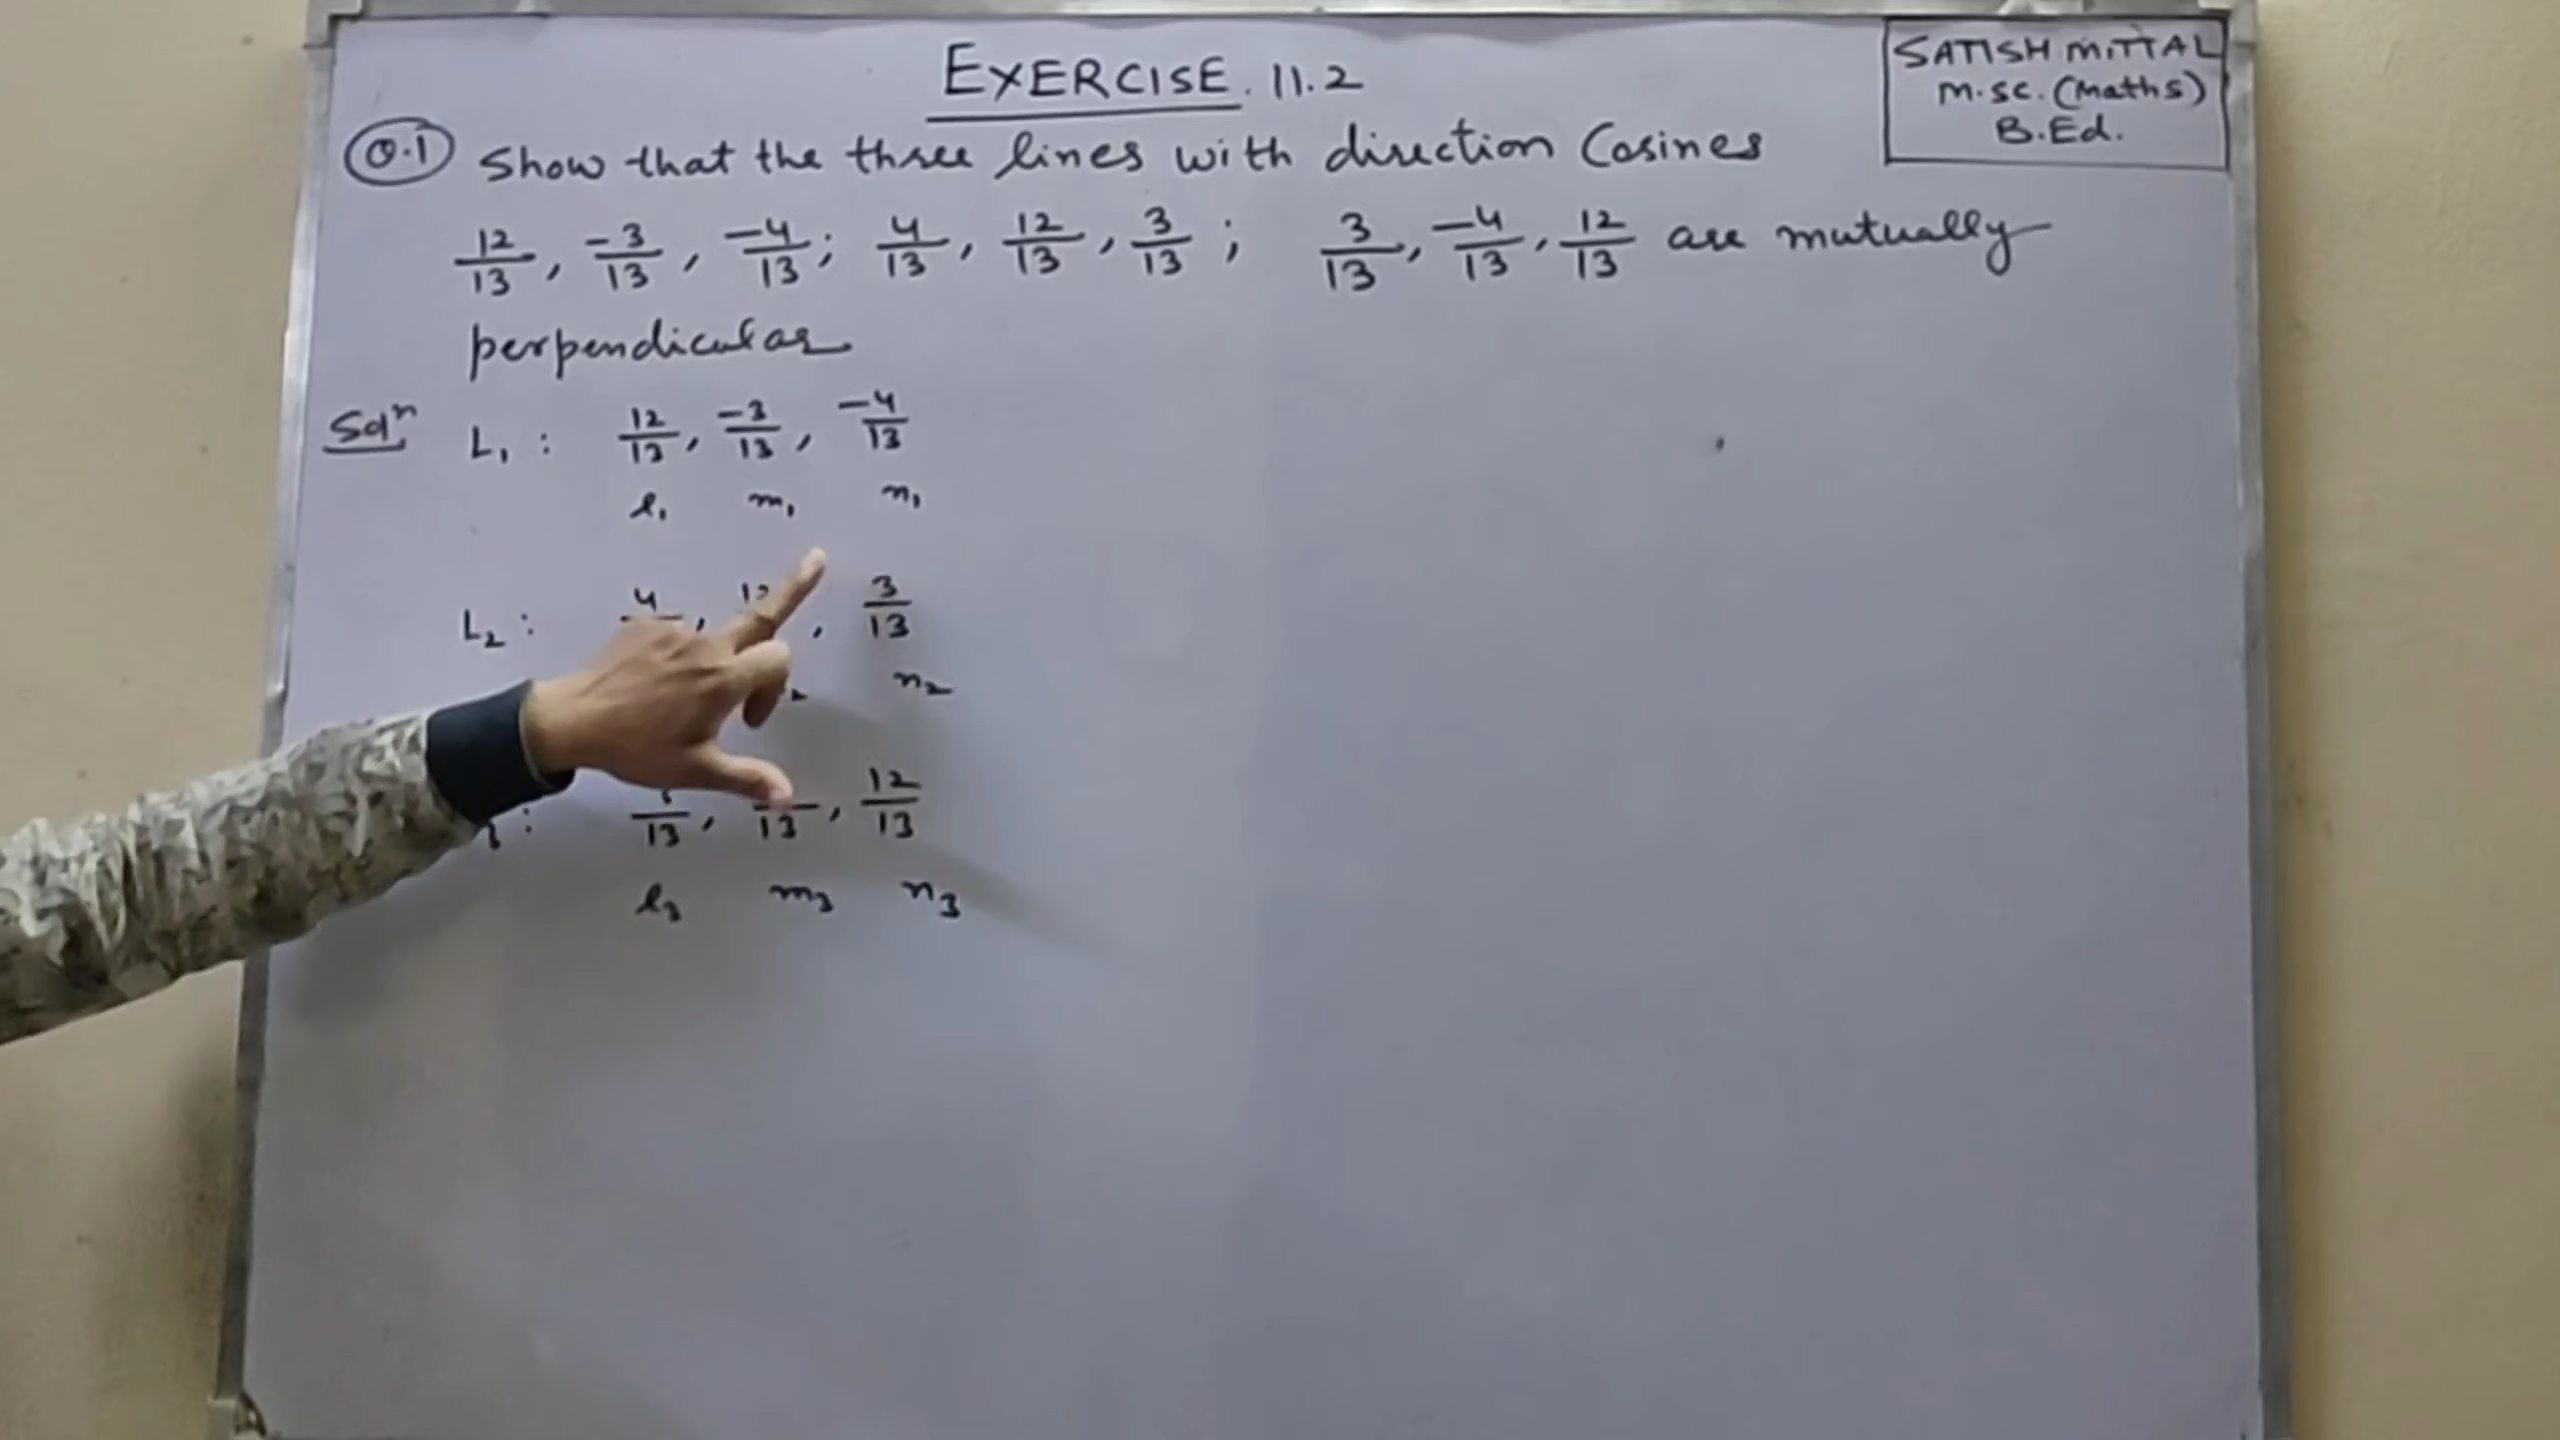 EXERCISE. 11.2
SATISH MITTAL
M.Sc. (Maths)
B.Ed.
Q.1 Show that the three lines with direction Cosines
12/13, -3/13, -4/13; 4/13, 12/13, 3/13; 3/13, -4/13, 12/13 are mutually
perpendicular
Solⁿ L₁ : 12/13, -3/13, -4/13
l₁ m₁ n₁
L₂ : 4 , 12 , 3/13
n₂
: /13, /13, 12/13
l₃ m₃ n₃